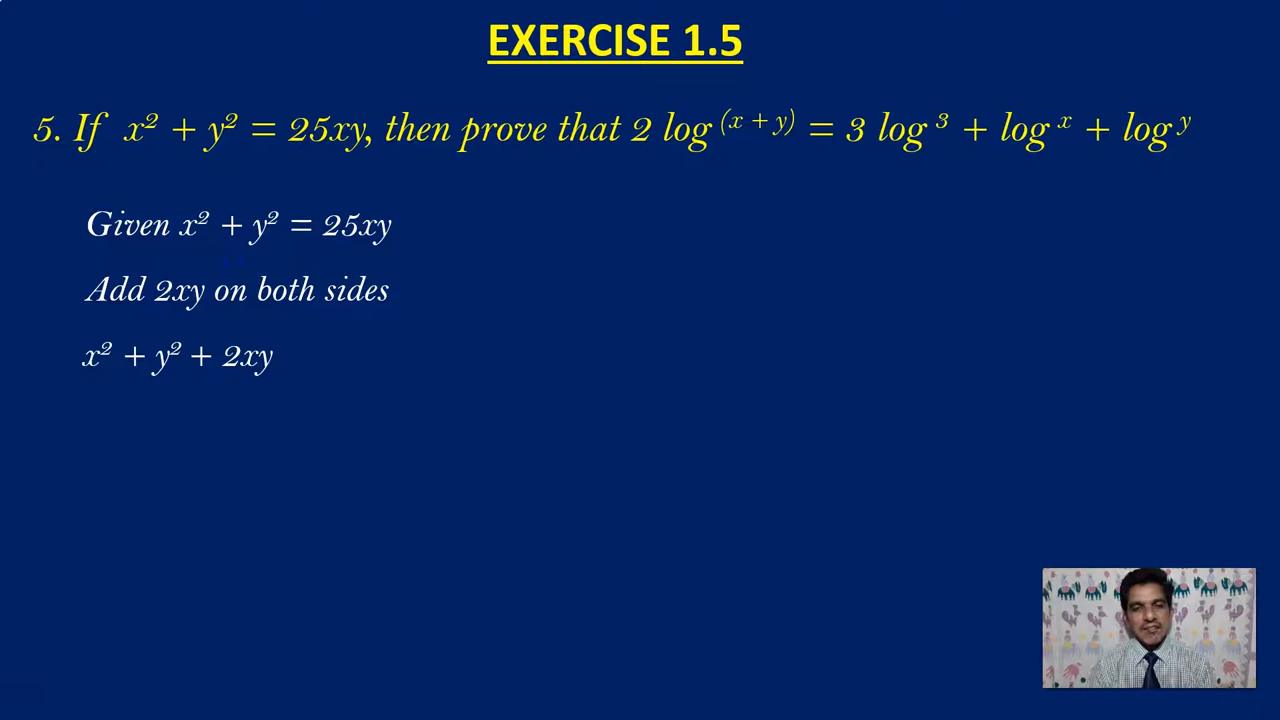 EXERCISE 1.5
5. If x² + y² = 25xy, then prove that 2 log ⁽ˣ ⁺ ʸ⁾ = 3 log ³ + log ˣ + log ʸ
Given x² + y² = 25xy
Add 2xy on both sides
x² + y² + 2xy